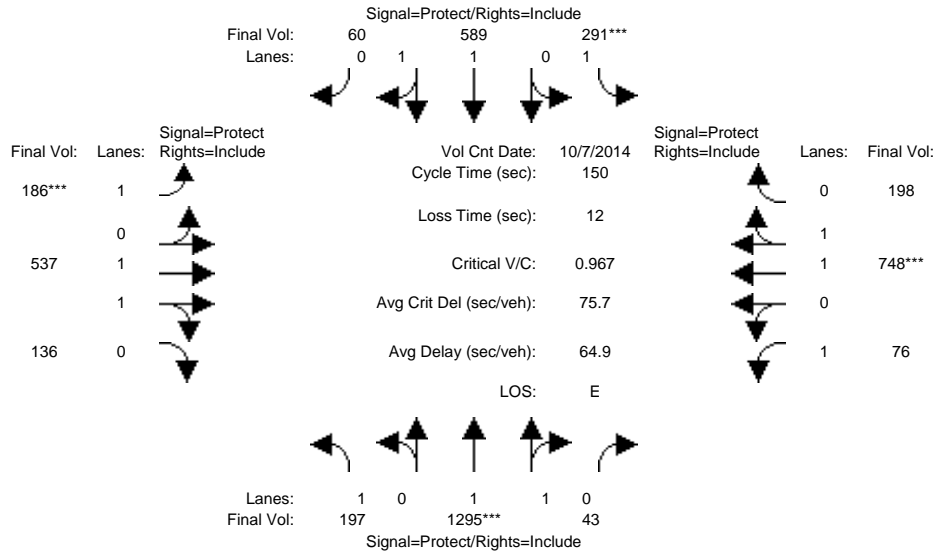 Signal=Protect/Rights=Include
Final Vol: 60 589 291***
Lanes: 0 1 1 0 1
Signal=Protect
Final Vol: Lanes: Rights=Include
Vol Cnt Date: 10/7/2014
Signal=Protect
Rights=Include Lanes: Final Vol:
Cycle Time (sec): 150
186*** 1
0 198
Loss Time (sec): 12
0
1
537 1
Critical V/C: 0.967
1 748***
1
Avg Crit Del (sec/veh): 75.7
0
136 0
Avg Delay (sec/veh): 64.9
1 76
LOS: E
Lanes: 1 0 1 1 0
Final Vol: 197 1295*** 43
Signal=Protect/Rights=Include